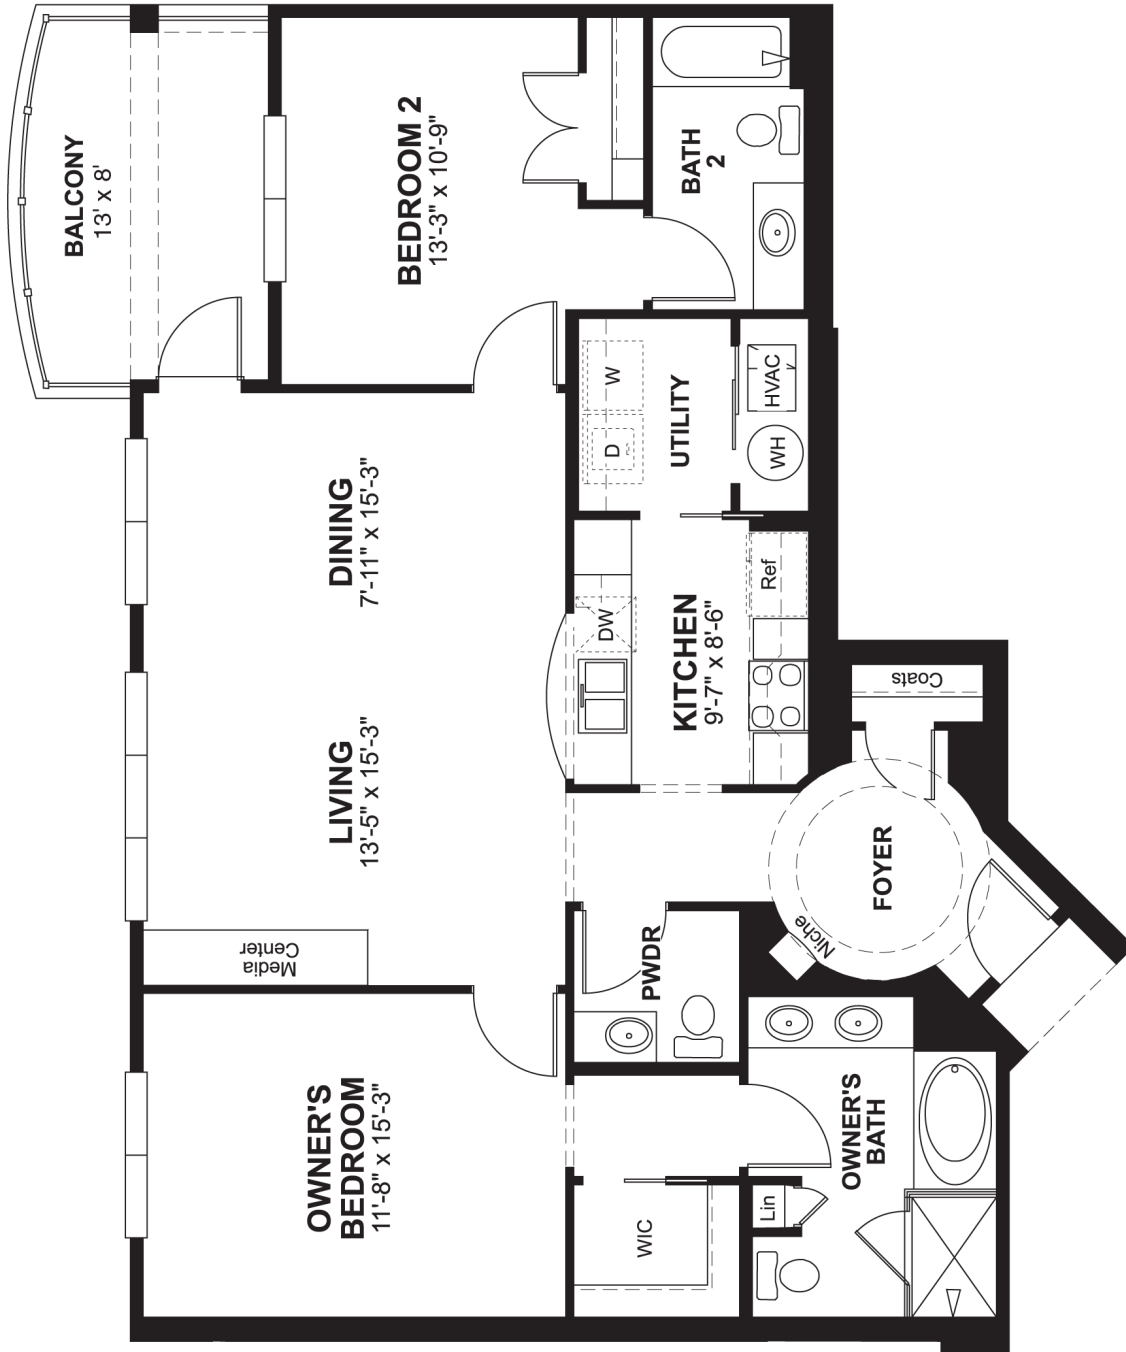 BALCONY
13' x 8'
BEDROOM 2
13'-3" x 10'-9"
BATH
2
DINING
7'-11" x 15'-3"
W
D
UTILITY
HVAC
WH
LIVING
13'-5" x 15'-3"
DW
KITCHEN
9'-7" x 8'-6"
Ref
Coats
Media
Center
PWDR
Niche
FOYER
OWNER'S
BEDROOM
11'-8" x 15'-3"
WIC
Lin
OWNER'S
BATH